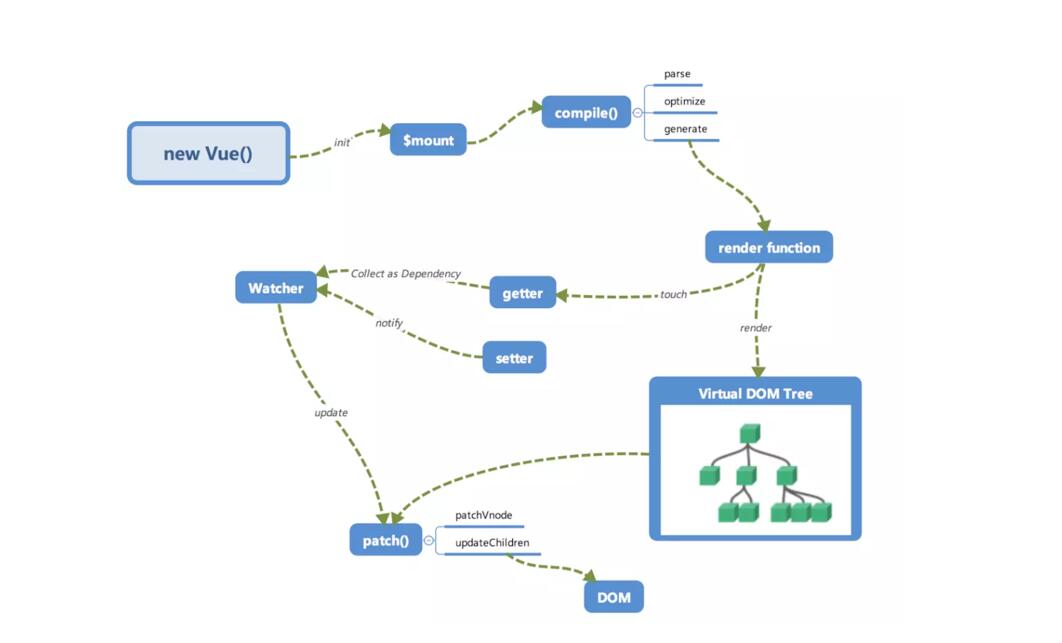 parse
optimize
compile()
generate
$mount
init
new Vue()
render function
Collect as Dependency
Watcher
getter
touch
notify
render
setter
Virtual DOM Tree
update
patchVnode
patch()
updateChildren
DOM